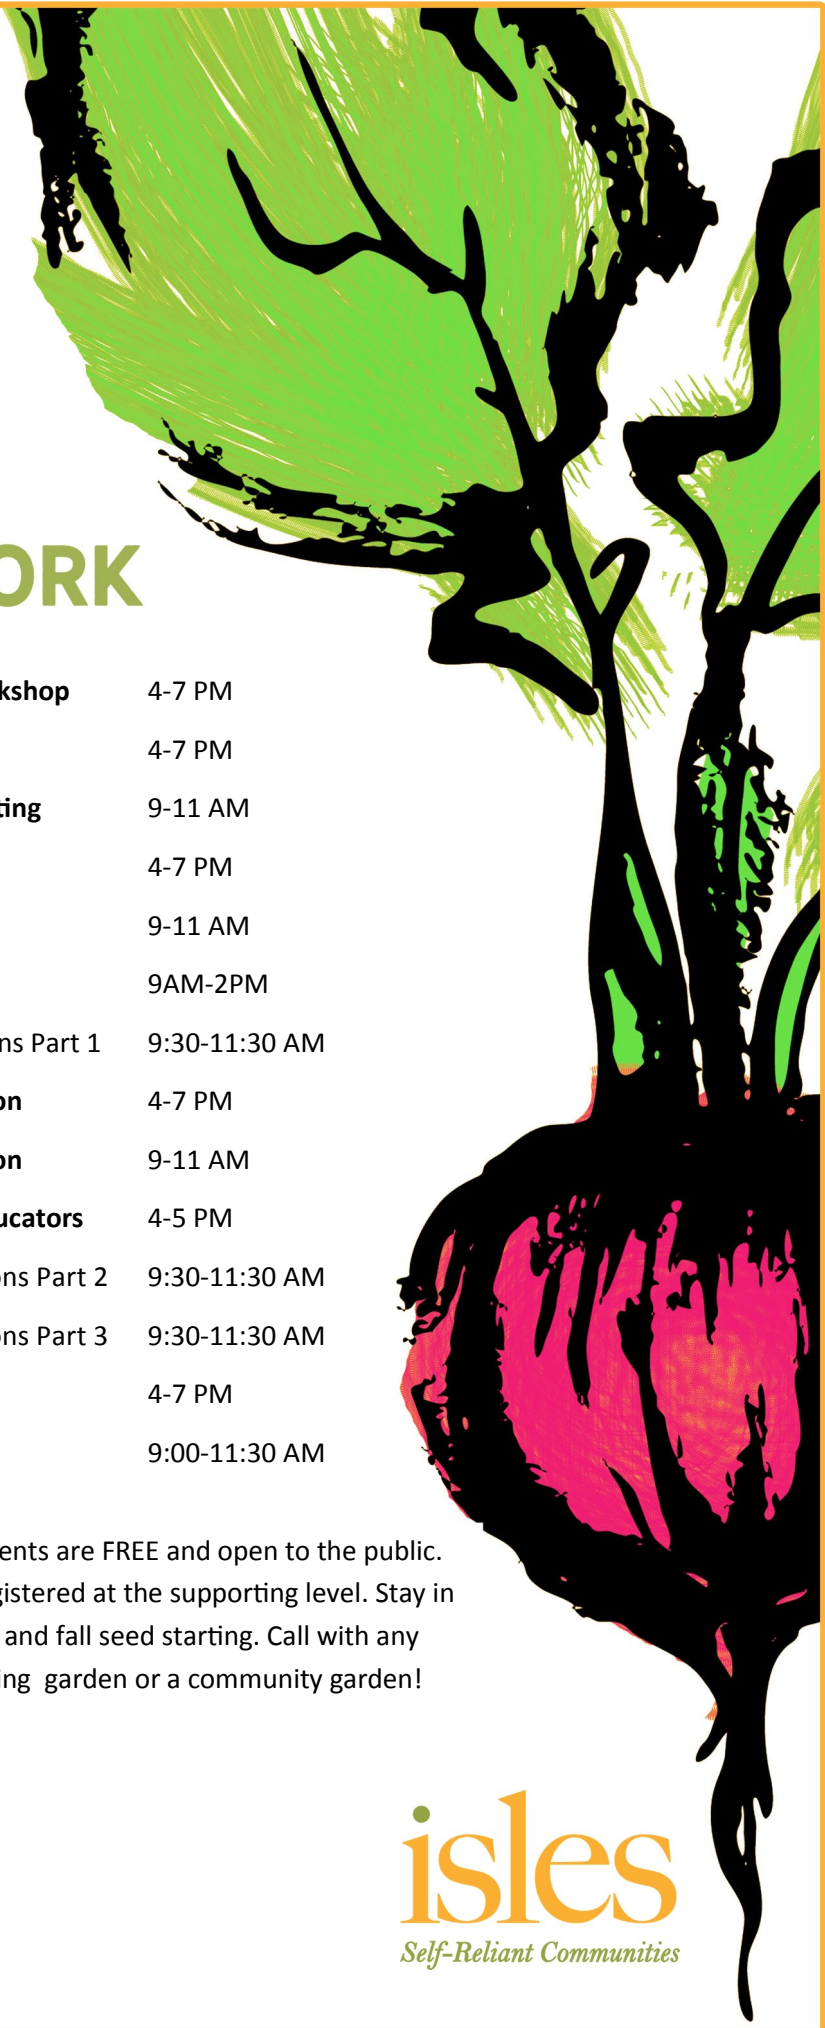 ORK
kshop 4-7 PM
4-7 PM
ting 9-11 AM
4-7 PM
9-11 AM
9AM-2PM
ns Part 1 9:30-11:30 AM
on 4-7 PM
on 9-11 AM
ucators 4-5 PM
ons Part 2 9:30-11:30 AM
ons Part 3 9:30-11:30 AM
4-7 PM
9:00-11:30 AM
ents are FREE and open to the public.
gistered at the supporting level. Stay in
and fall seed starting. Call with any
ing garden or a community garden!
isles
Self-Reliant Communities